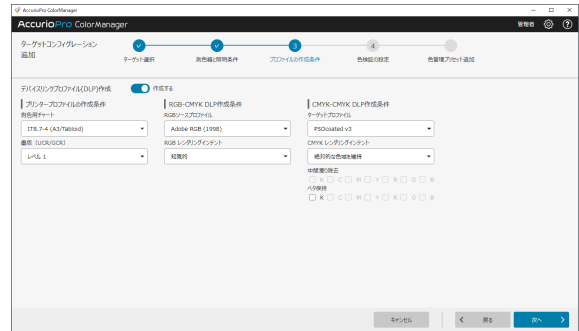 AccurioPro ColorManager
AccurioPro ColorManager
管理者
ターゲットコンフィグレーション
追加
ターゲット選択
測色器と照明条件
3
プロファイルの作成条件
4
色検証の設定
色管理プリセット追加
デバイスリンクプロファイル(DLP)作成
作成する
プリンタープロファイルの作成条件
RGB-CMYK DLP作成条件
CMYK-CMYK DLP作成条件
測色用チャート
RGBソースプロファイル
ターゲットプロファイル
IT8.7-4 (A3/Tabloid)
Adobe RGB (1998)
PSOcoated v3
墨版 (UCR/GCR)
RGB レンダリングインテント
CMYK レンダリングインテント
レベル 1
知覚的
絶対的な色域を維持
中間濁り除去
K C M Y R G B
ベタ保持
K C M Y R G B
キャンセル
戻る
次へ